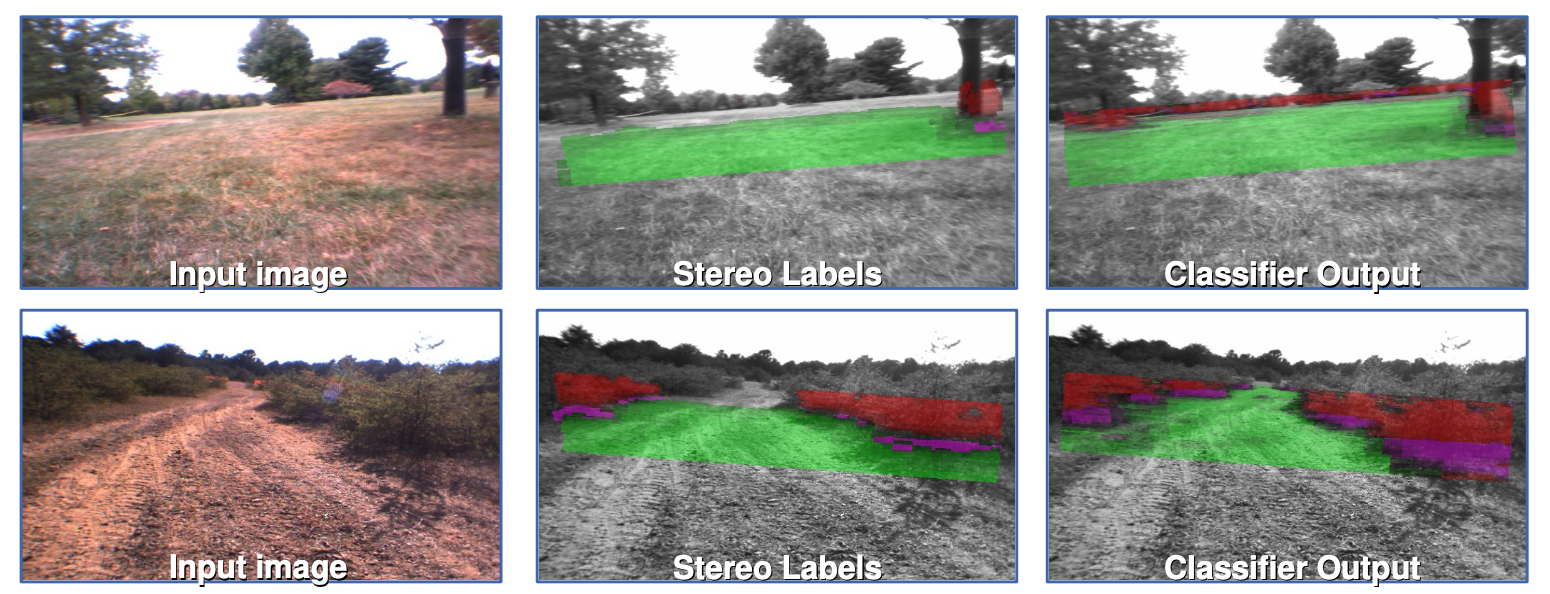 Input image
Stereo Labels
Classifier Output
Input image
Stereo Labels
Classifier Output